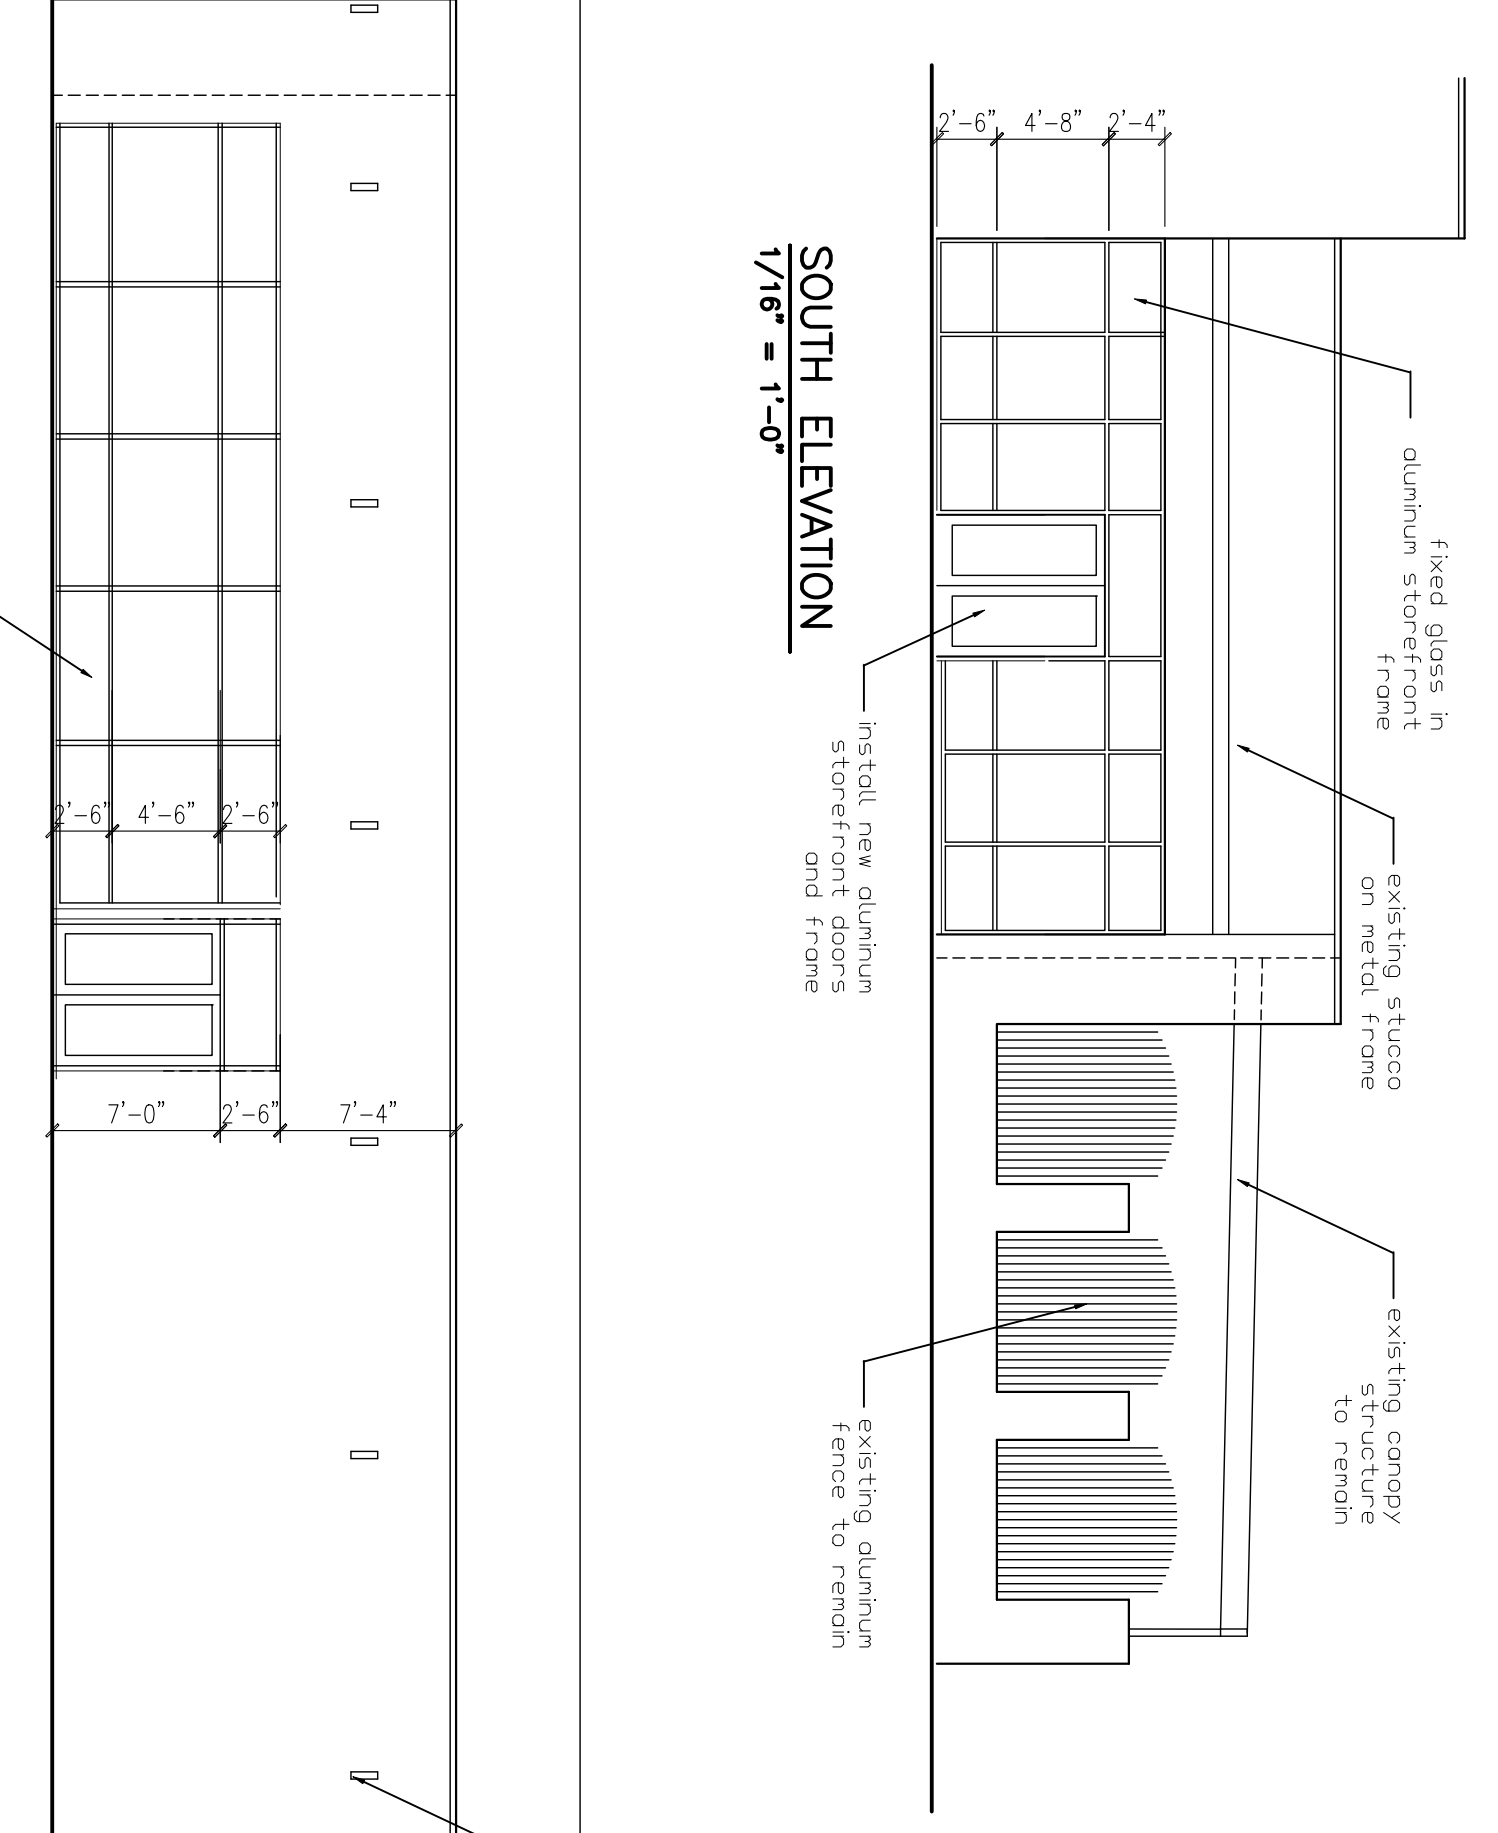 fixed glass in
aluminum storefront
frame
existing stucco
on metal frame
existing canopy
structure
to remain
2'-4"
4'-8"
2'-6"
install new aluminum
storefront doors
and frame
existing aluminum
fence to remain
SOUTH ELEVATION
1/16" = 1'-0"
7'-4"
2'-6"
7'-0"
2'-6"
4'-6"
2'-6"